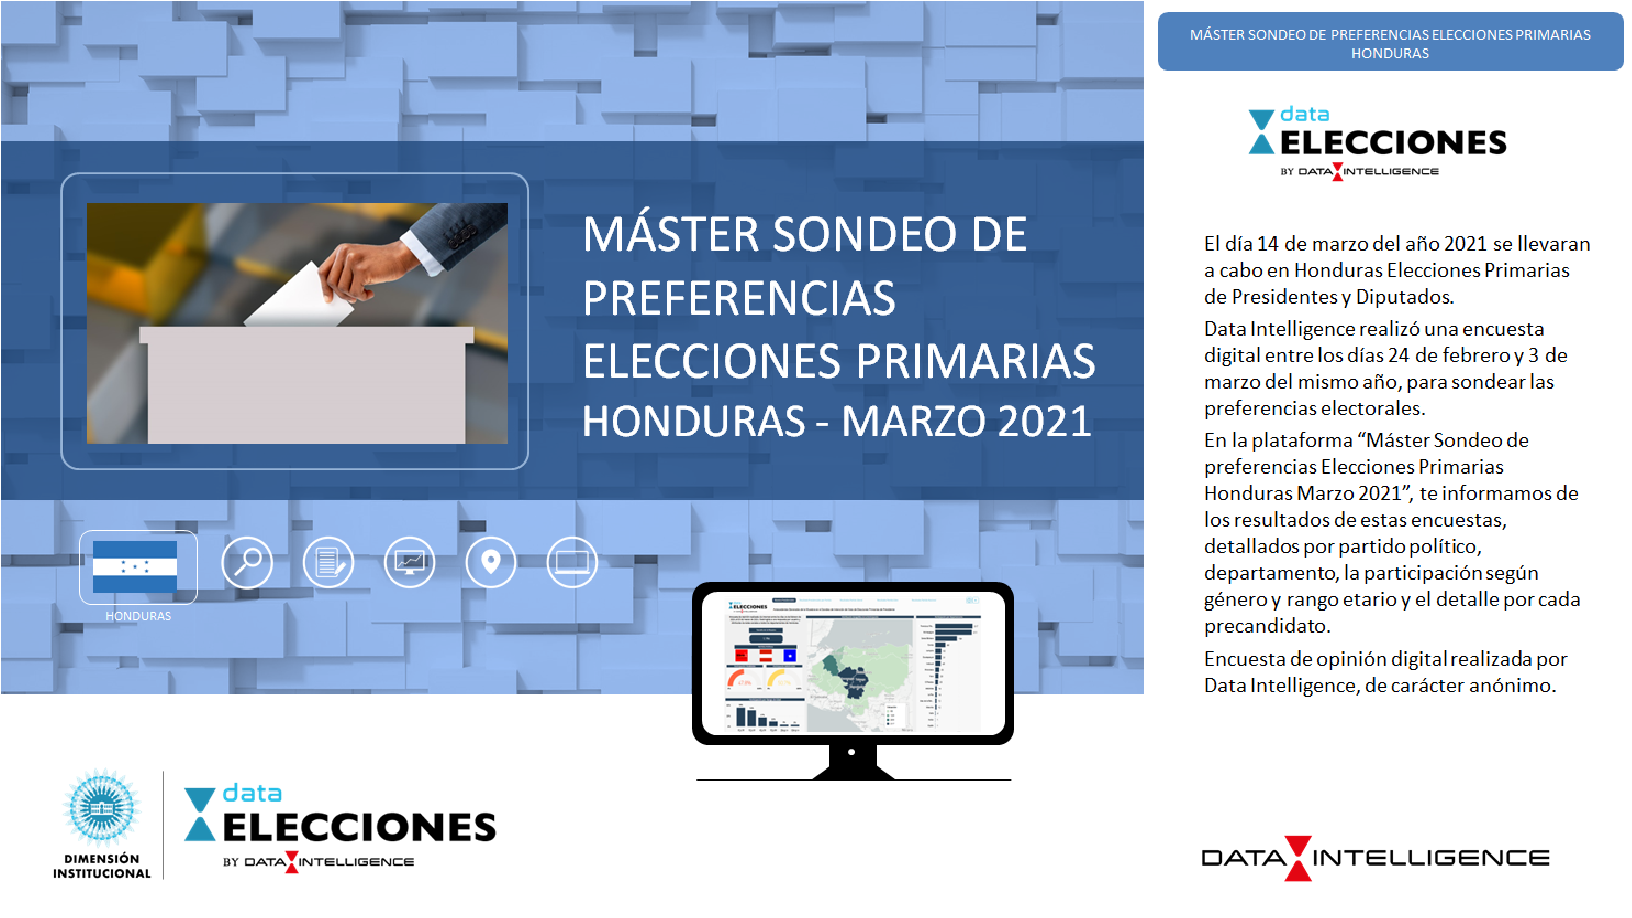 MÁSTER SONDEO DE
PREFERENCIAS
ELECCIONES PRIMARIAS
HONDURAS - MARZO 2021
HONDURAS
DIMENSIÓN
INSTITUCIONAL
data
ELECCIONES
BY DATA INTELLIGENCE
ELECCIONES
MÁSTER SONDEO DE PREFERENCIAS ELECCIONES PRIMARIAS
HONDURAS
data
ELECCIONES
BY DATA INTELLIGENCE
El día 14 de marzo del año 2021 se llevaran
a cabo en Honduras Elecciones Primarias
de Presidentes y Diputados.
Data Intelligence realizó una encuesta
digital entre los días 24 de febrero y 3 de
marzo del mismo año, para sondear las
preferencias electorales.
En la plataforma “Máster Sondeo de
preferencias Elecciones Primarias
Honduras Marzo 2021”, te informamos de
los resultados de estas encuestas,
detallados por partido político,
departamento, la participación según
género y rango etario y el detalle por cada
precandidato.
Encuesta de opinión digital realizada por
Data Intelligence, de carácter anónimo.
DATA INTELLIGENCE